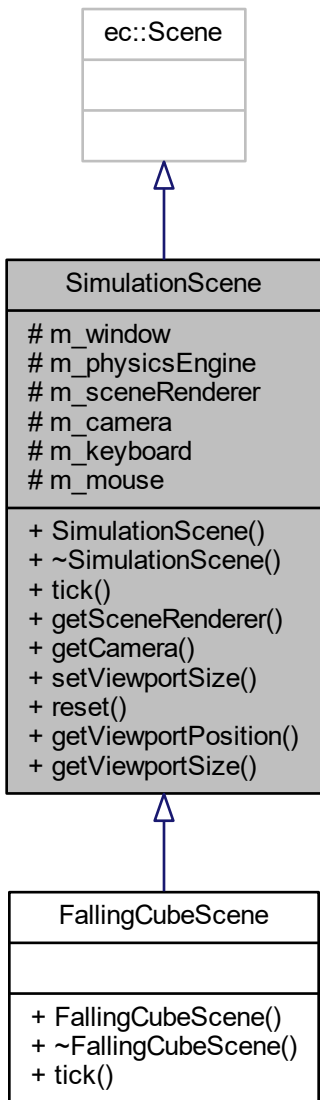 ec::Scene
SimulationScene
# m_window
# m_physicsEngine
# m_sceneRenderer
# m_camera
# m_keyboard
# m_mouse
+ SimulationScene()
+ ~SimulationScene()
+ tick()
+ getSceneRenderer()
+ getCamera()
+ setViewportSize()
+ reset()
+ getViewportPosition()
+ getViewportSize()
FallingCubeScene
+ FallingCubeScene()
+ ~FallingCubeScene()
+ tick()